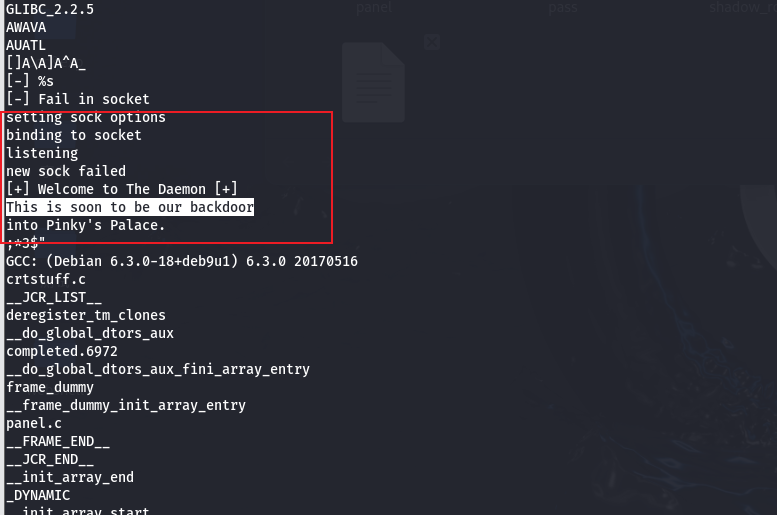 panel pass shadow_
GLIBC_2.2.5
AWAVA
AUATL
[]A\A]A^A_
[-] %s
[-] Fail in socket
setting sock options
binding to socket
listening
new sock failed
[+] Welcome to The Daemon [+]
This is soon to be our backdoor
into Pinky's Palace.
;*3$"
GCC: (Debian 6.3.0-18+deb9u1) 6.3.0 20170516
crtstuff.c
__JCR_LIST__
deregister_tm_clones
__do_global_dtors_aux
completed.6972
__do_global_dtors_aux_fini_array_entry
frame_dummy
__frame_dummy_init_array_entry
panel.c
__FRAME_END__
__JCR_END__
__init_array_end
_DYNAMIC
__init_array_start